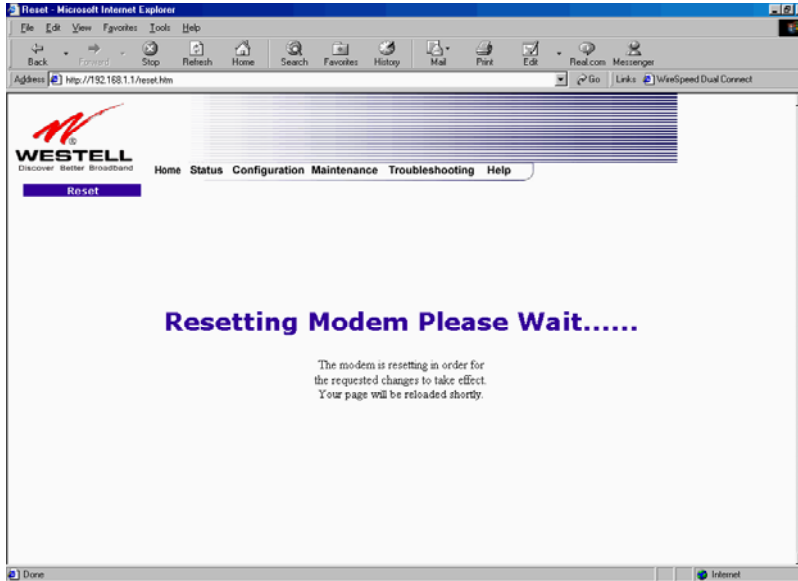 Reset - Microsoft Internet Explorer
File Edit View Favorites Tools Help
Back Forward Stop Refresh Home Search Favorites History Mail Print Edit Real.com Messenger
Address http://192.168.1.1/reset.htm Go Links WireSpeed Dual Connect
WESTELL ®
Discover Better Broadband
Home Status Configuration Maintenance Troubleshooting Help
Reset
Resetting Modem Please Wait......
The modem is resetting in order for
the requested changes to take effect.
Your page will be reloaded shortly.
Done Internet